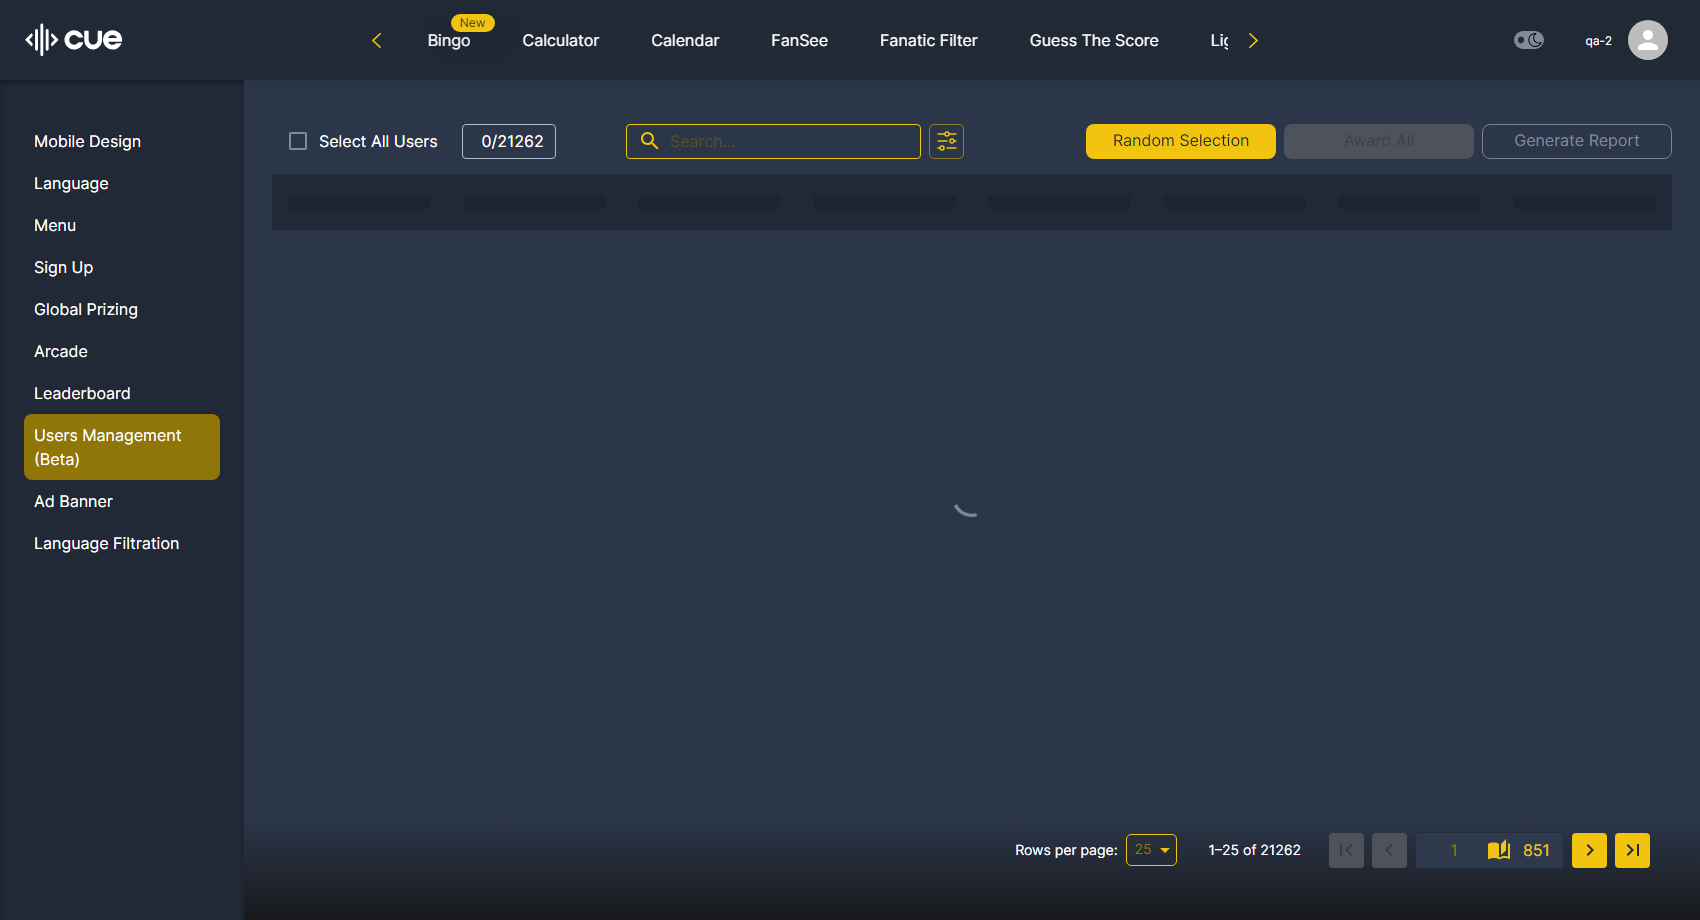 cue
New
Bingo
Calculator
Calendar
FanSee
Fanatic Filter
Guess The Score
qa-2
Mobile Design
Language
Menu
Sign Up
Global Prizing
Arcade
Leaderboard
Users Management
(Beta)
Ad Banner
Language Filtration
Select All Users
0/21262
Search...
Random Selection
Award All
Generate Report
Rows per page:
25
1–25 of 21262
1
851